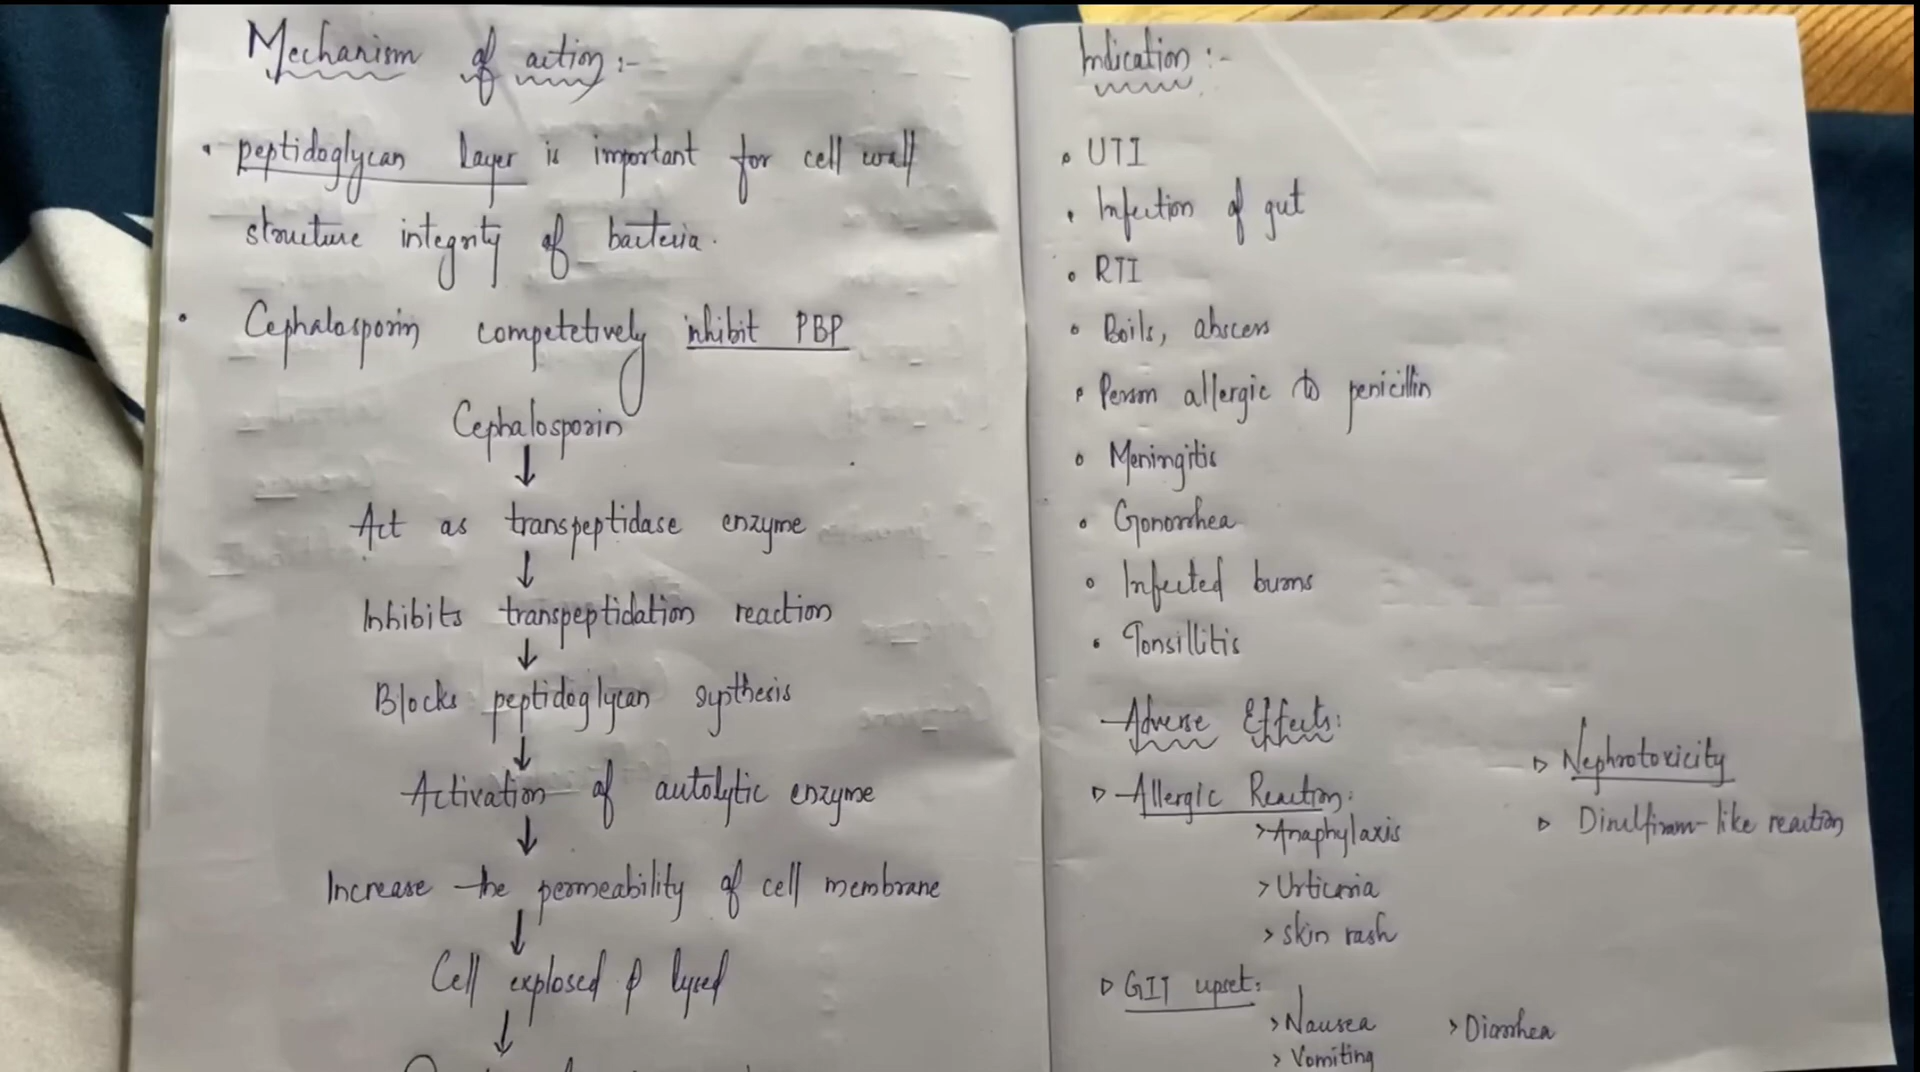 Mechanism of action :-
• peptidoglycan layer is important for cell wall
structure integrity of bacteria.
• Cephalosporin competetively inhibit PBP
Cephalosporin
↓
Act as transpeptidase enzyme
↓
Inhibits transpeptidation reaction
↓
Blocks peptidoglycan systhesis
↓
Activation of autolytic enzyme
↓
Increase the permeability of cell membrane
↓
Cell explosed & lysed
↓
Indication :-
• UTI
• Infection of gut
• RTI
• Boils, abscess
• Person allergic to penicillin
• Meningitis
• Gonorrhea
• Infected burns
• Tonsillitis
Adverse Effects:
▷ Allergic Reaction:
> Anaphylaxis
> Urticaria
> skin rash
▷ GIT upset:
> Nausea > Diarrhea
> Vomiting
▷ Nephrotoxicity
▷ Disulfiram-like reaction